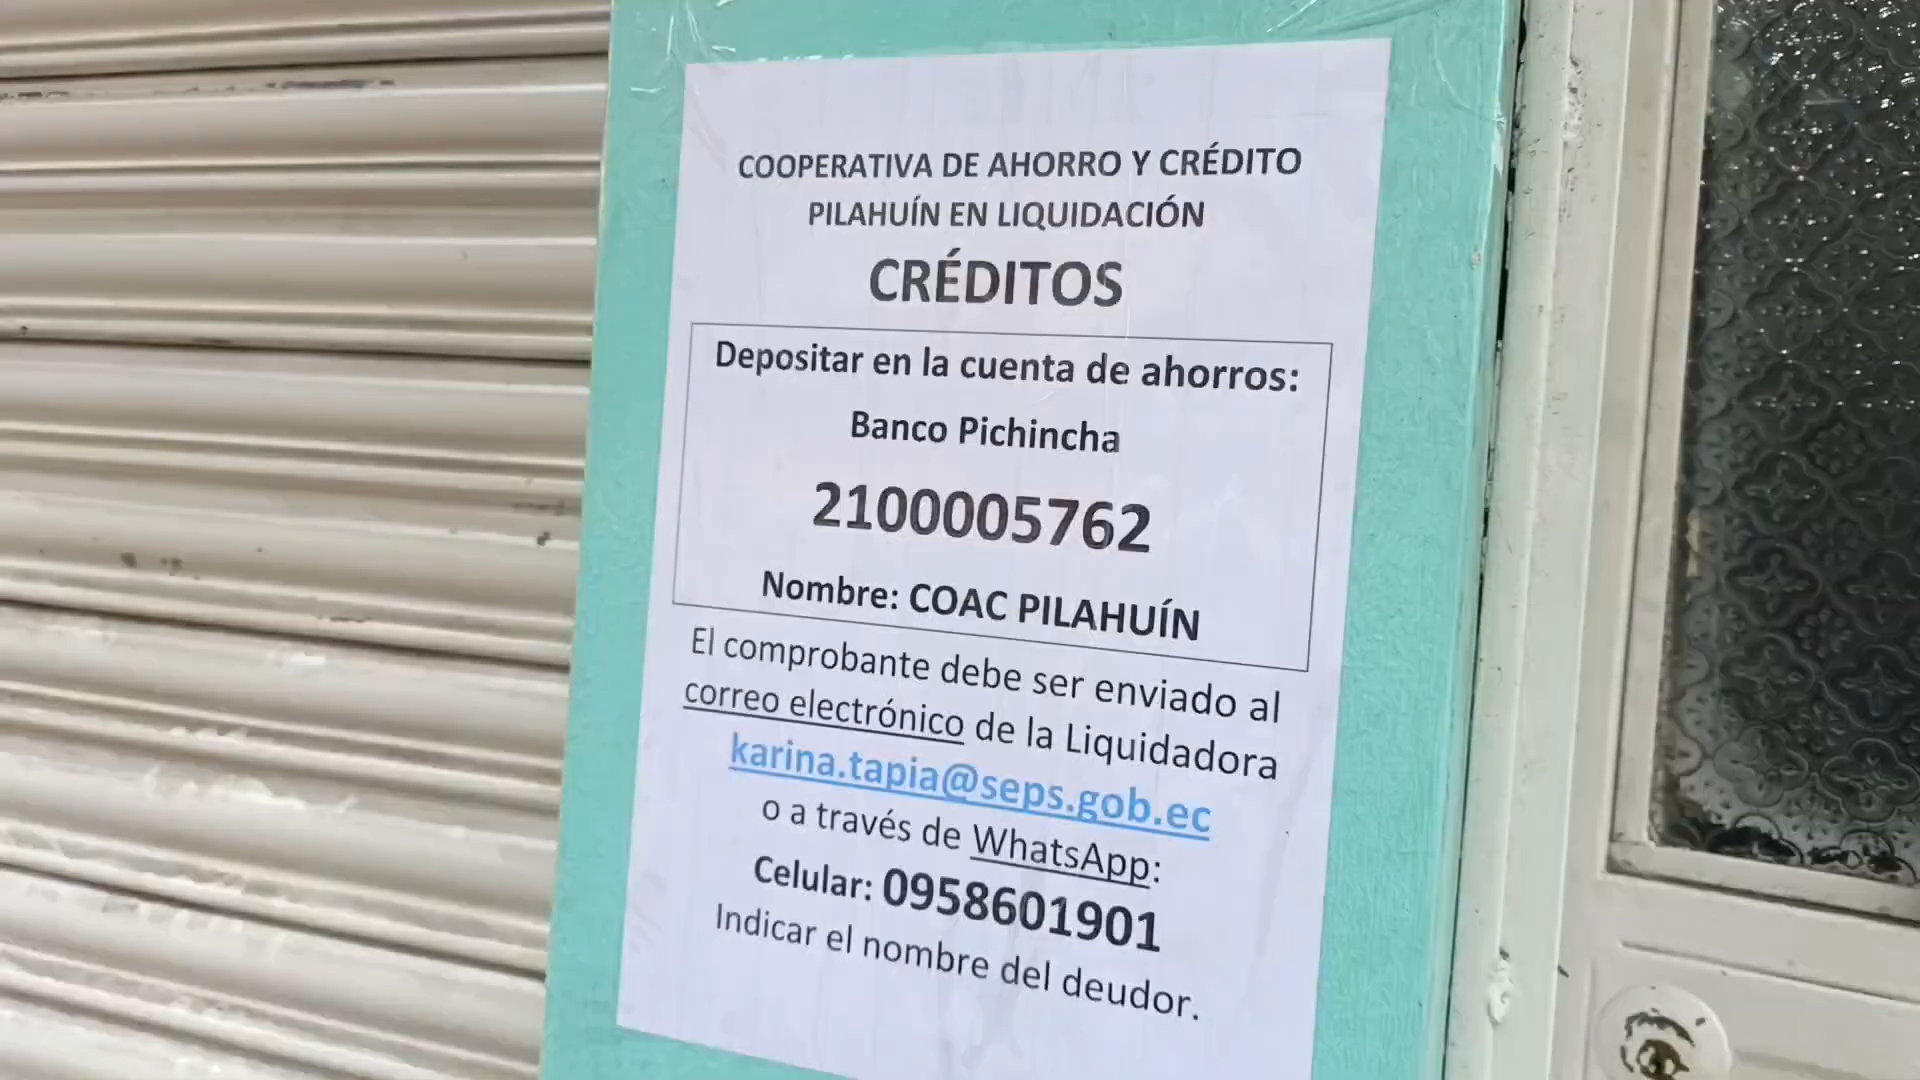 COOPERATIVA DE AHORRO Y CRÉDITO
PILAHUÍN EN LIQUIDACIÓN
CRÉDITOS
Depositar en la cuenta de ahorros:
Banco Pichincha
2100005762
Nombre: COAC PILAHUÍN
El comprobante debe ser enviado al
correo electrónico de la Liquidadora
karina.tapia@seps.gob.ec
o a través de WhatsApp:
Celular: 0958601901
Indicar el nombre del deudor.